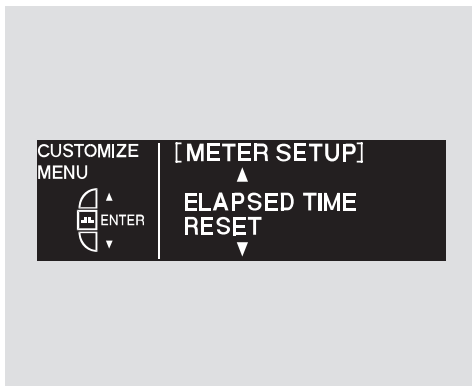 CUSTOMIZE
MENU
ENTER
[METER SETUP]
ELAPSED TIME
RESET